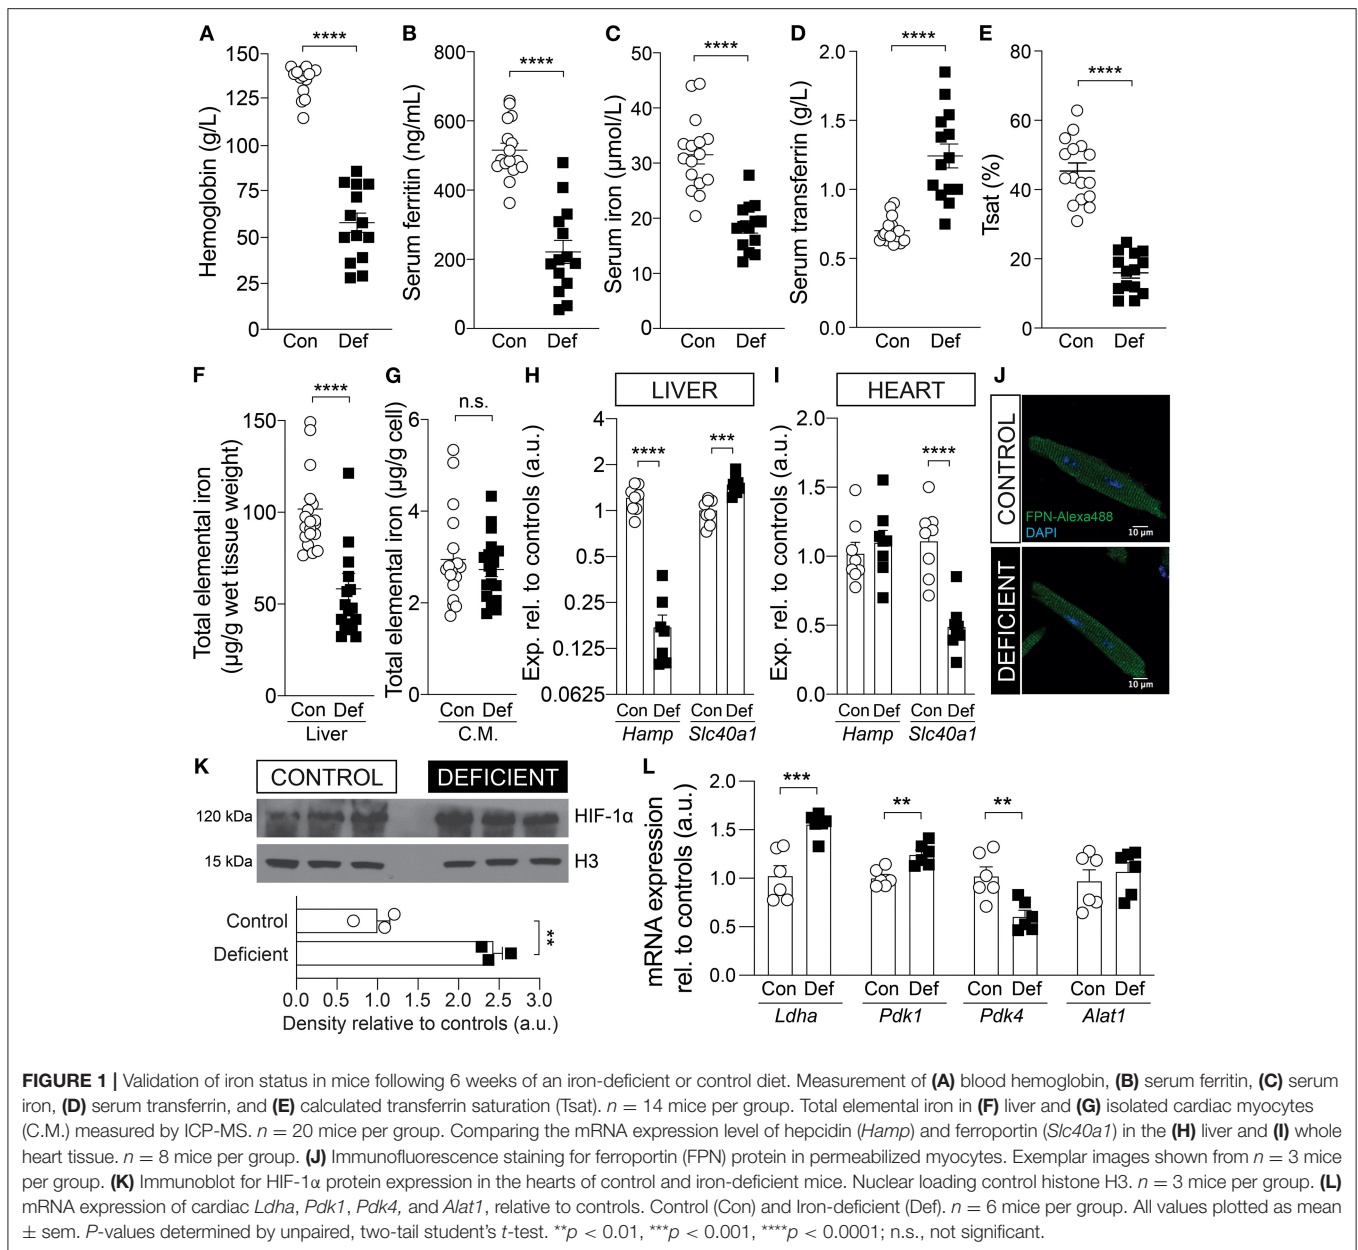 A
****
Hemoglobin (g/L)
150
125
75
50
25
0
Con Def
B
****
Serum ferritin (ng/mL)
800
600
400
200
0
Con Def
C
****
Serum iron (µmol/L)
50
40
30
20
10
0
Con Def
D
****
Serum transferrin (g/L)
2.0
1.5
1.0
0.5
0.0
Con Def
E
****
Tsat (%)
80
60
40
20
0
Con Def
F
****
Total elemental iron
(µg/g wet tissue weight)
150
100
50
0
Con Def
Liver
G
n.s.
Total elemental iron (µg/g cell)
6
4
2
0
Con Def
C.M.
H
LIVER
Exp. rel. to controls (a.u.)
4
2
1
0.5
0.25
0.125
0.0625
**** ***
Con Def Con Def
Hamp Slc40a1
I
HEART
Exp. rel. to controls (a.u.)
2.0
1.5
1.0
0.5
0.0
****
Con Def Con Def
Hamp Slc40a1
J
CONTROL
FPN-Alexa488
DAPI
10 µm
DEFICIENT
10 µm
K
CONTROL DEFICIENT
120 kDa HIF-1α
15 kDa H3
Control
Deficient
**
0.0 0.5 1.0 2.0 2.5 3.0
Density relative to controls (a.u.)
L
mRNA expression
rel. to controls (a.u.)
2.0
1.5
1.0
0.5
0.0
*** ** **
Con Def Con Def Con Def Con Def
Ldha Pdk1 Pdk4 Alat1
FIGURE 1 | Validation of iron status in mice following 6 weeks of an iron-deficient or control diet. Measurement of (A) blood hemoglobin, (B) serum ferritin, (C) serum
iron, (D) serum transferrin, and (E) calculated transferrin saturation (Tsat). n = 14 mice per group. Total elemental iron in (F) liver and (G) isolated cardiac myocytes
(C.M.) measured by ICP-MS. n = 20 mice per group. Comparing the mRNA expression level of hepcidin (Hamp) and ferroportin (Slc40a1) in the (H) liver and (I) whole
heart tissue. n = 8 mice per group. (J) Immunofluorescence staining for ferroportin (FPN) protein in permeabilized myocytes. Exemplar images shown from n = 3 mice
per group. (K) Immunoblot for HIF-1α protein expression in the hearts of control and iron-deficient mice. Nuclear loading control histone H3. n = 3 mice per group. (L)
mRNA expression of cardiac Ldha, Pdk1, Pdk4, and Alat1, relative to controls. Control (Con) and Iron-deficient (Def). n = 6 mice per group. All values plotted as mean
± sem. P-values determined by unpaired, two-tail student's t-test. **p < 0.01, ***p < 0.001, ****p < 0.0001; n.s., not significant.